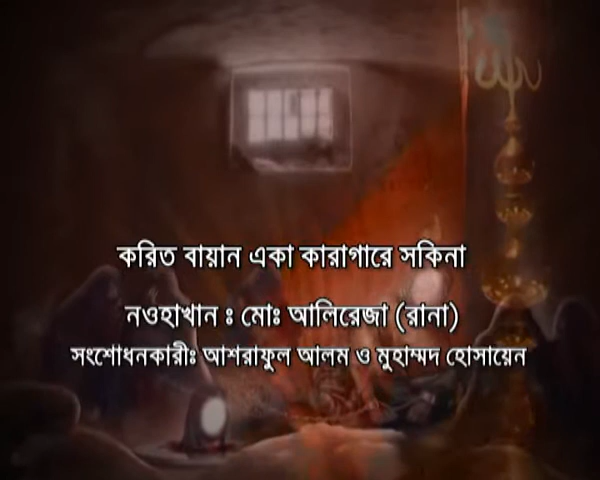 করিত বায়ান একা কারাগারে সকিনা
নওহাখান ঃ মোঃ আলিরেজা (রানা)
সংশোধনকারীঃ আশরাফুল আলম ও মুহাম্মদ হোসায়েন